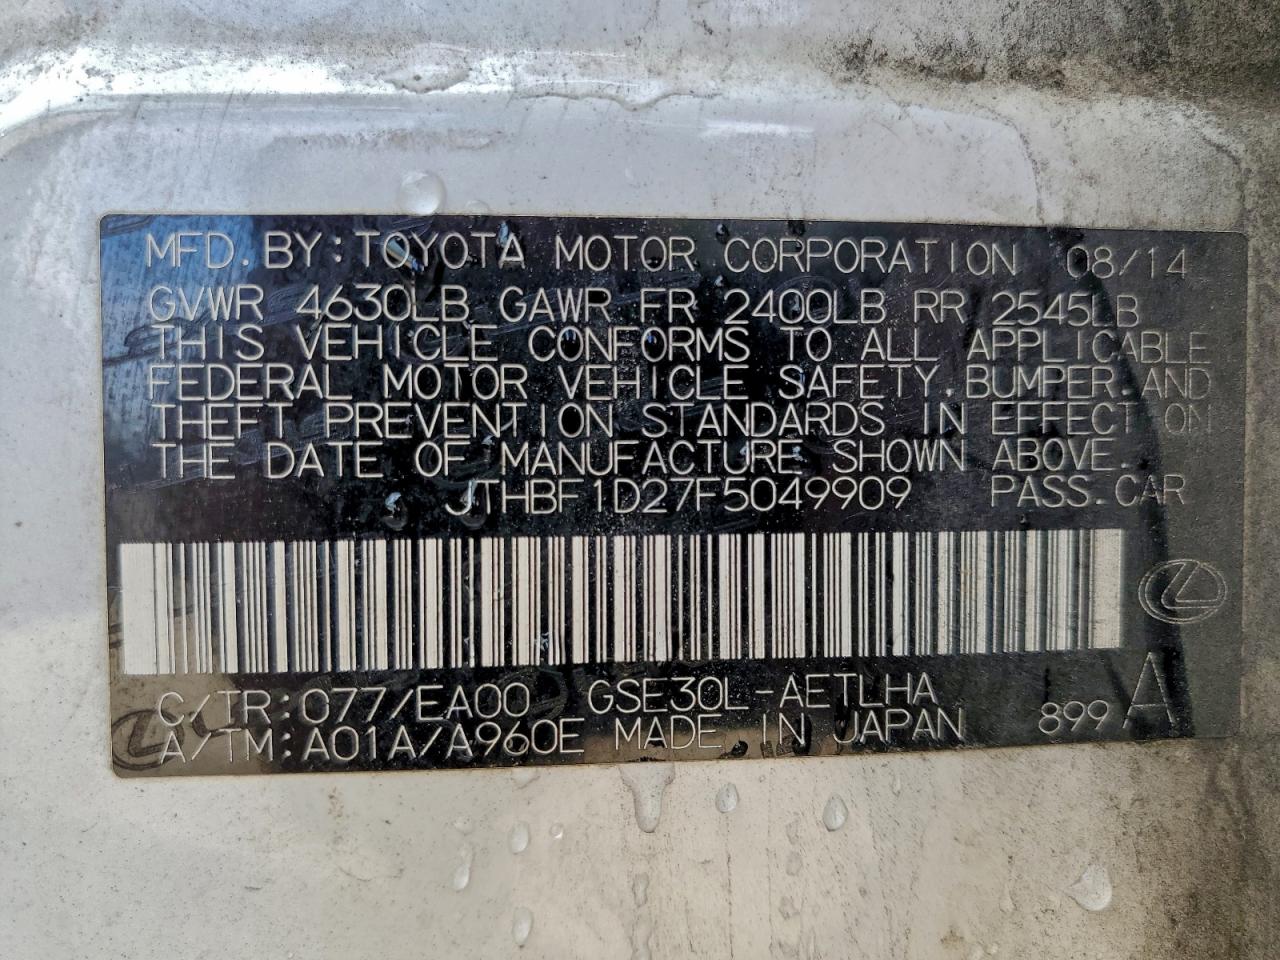 MFD. BY: TOYOTA MOTOR CORPORATION 08/14
GVWR 4630LB GAWR FR 2400LB RR 2545LB
THIS VEHICLE CONFORMS TO ALL APPLICABLE
FEDERAL MOTOR VEHICLE SAFETY, BUMPER, AND
THEFT PREVENTION STANDARDS IN EFFECT ON
THE DATE OF MANUFACTURE SHOWN ABOVE.
JTHBF1D27F5049909 PASS. CAR
C/TR: 077/EA00 GSE30L-AETLHA
A/TM: A01A/A960E MADE IN JAPAN 899 A